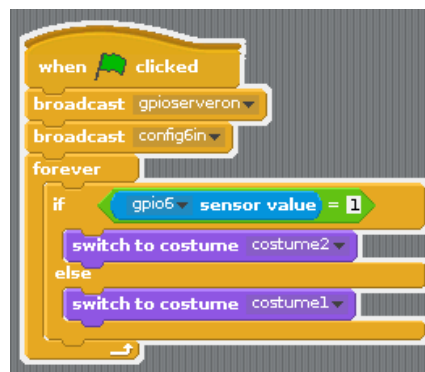 when clicked
broadcast gpioserveron
broadcast config6in
forever
if gpio6 sensor value = 1
switch to costume costume2
else
switch to costume costume1